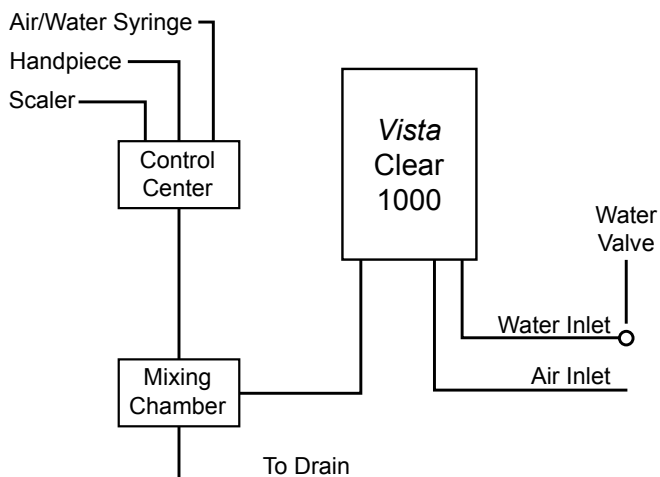 Air/Water Syringe
Handpiece
Scaler
Control
Center
Vista
Clear
1000
Water
Valve
Water Inlet
Air Inlet
Mixing
Chamber
To Drain